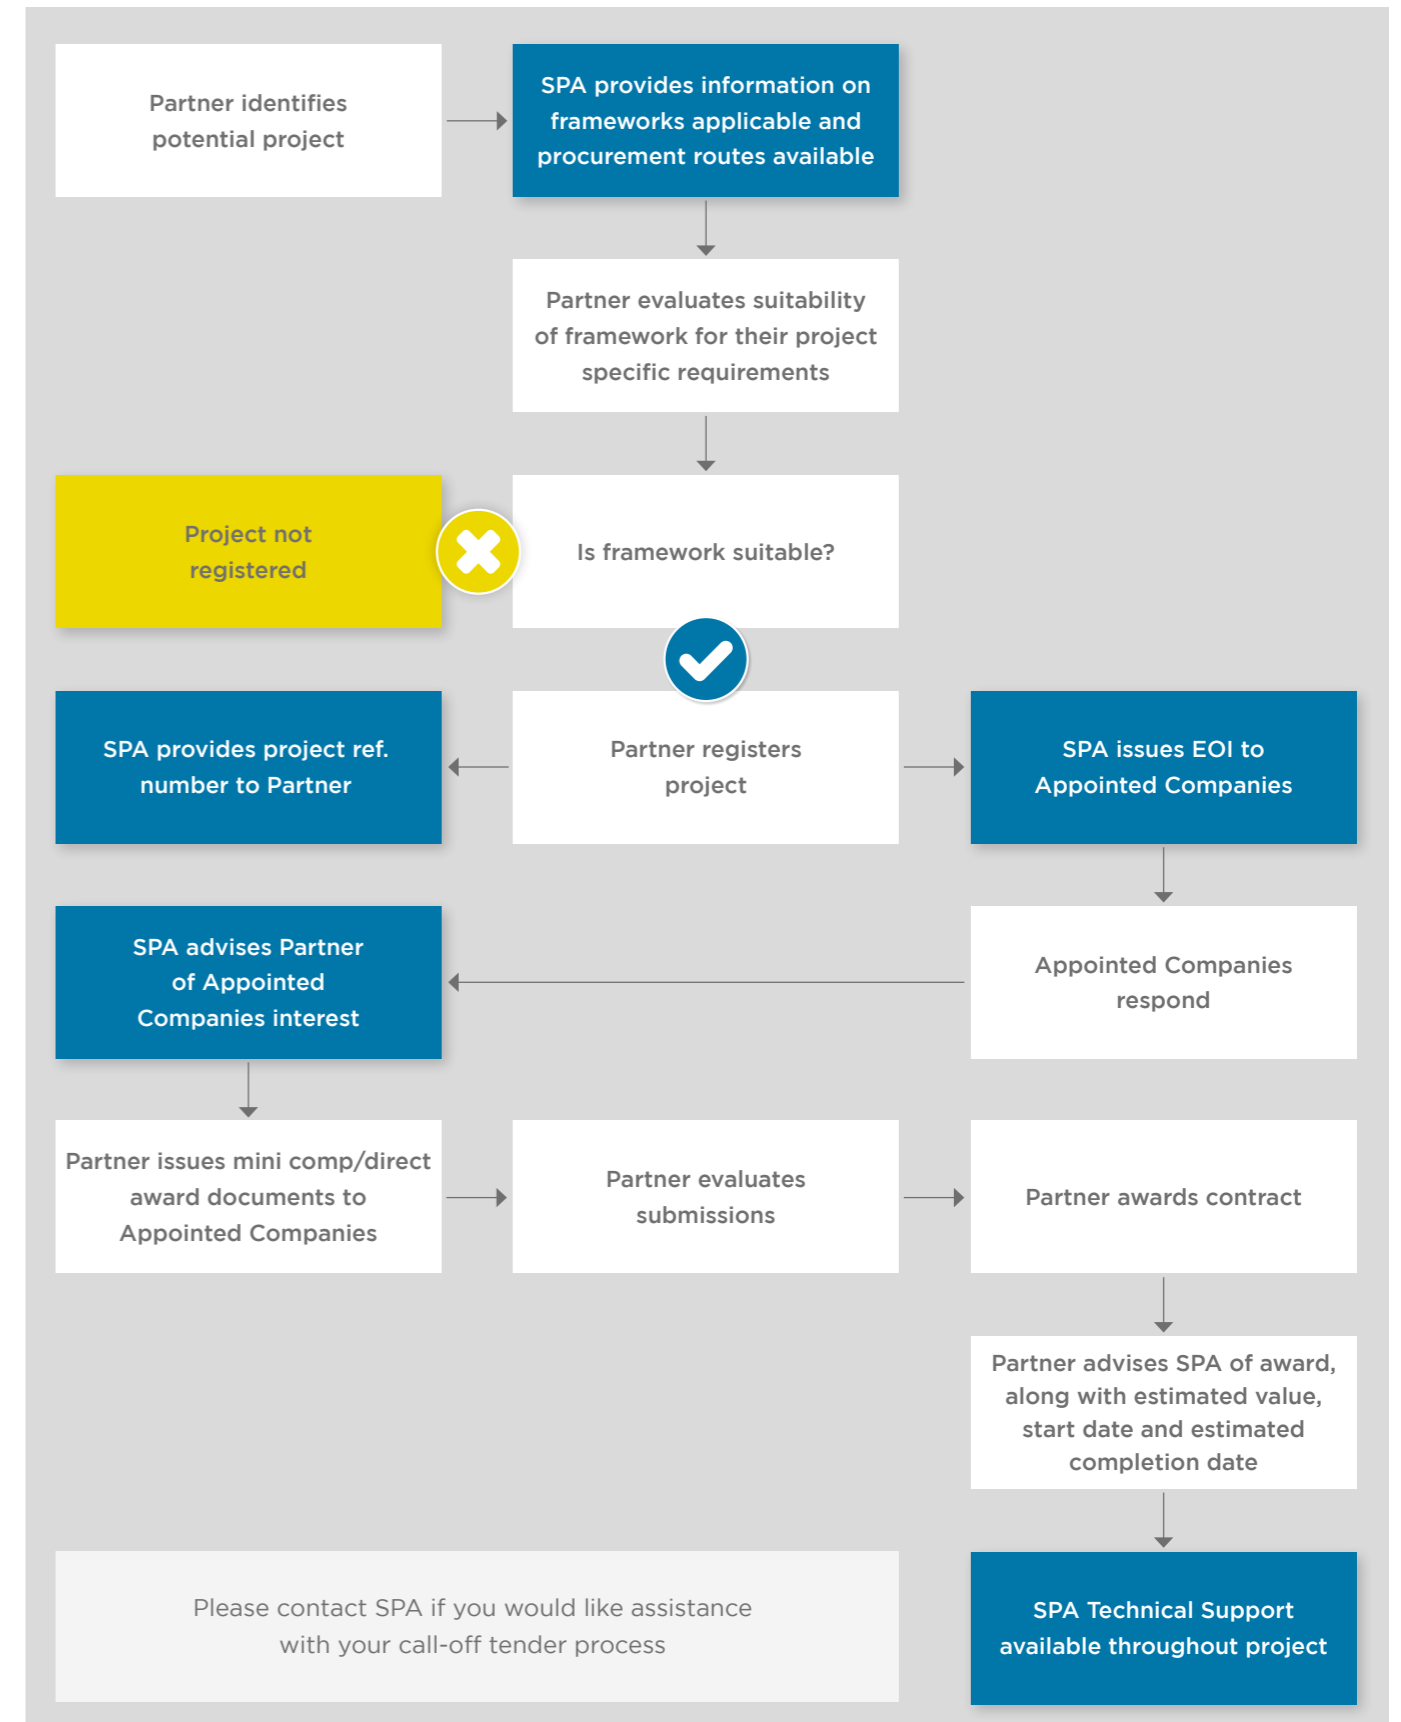 Partner identifies
potential project
SPA provides information on
frameworks applicable and
procurement routes available
Partner evaluates suitability
of framework for their project
specific requirements
Project not
registered
Is framework suitable?
SPA provides project ref.
number to Partner
Partner registers
project
SPA issues EOI to
Appointed Companies
SPA advises Partner
of Appointed
Companies interest
Appointed Companies
respond
Partner issues mini comp/direct
award documents to
Appointed Companies
Partner evaluates
submissions
Partner awards contract
Partner advises SPA of award,
along with estimated value,
start date and estimated
completion date
Please contact SPA if you would like assistance
with your call-off tender process
SPA Technical Support
available throughout project